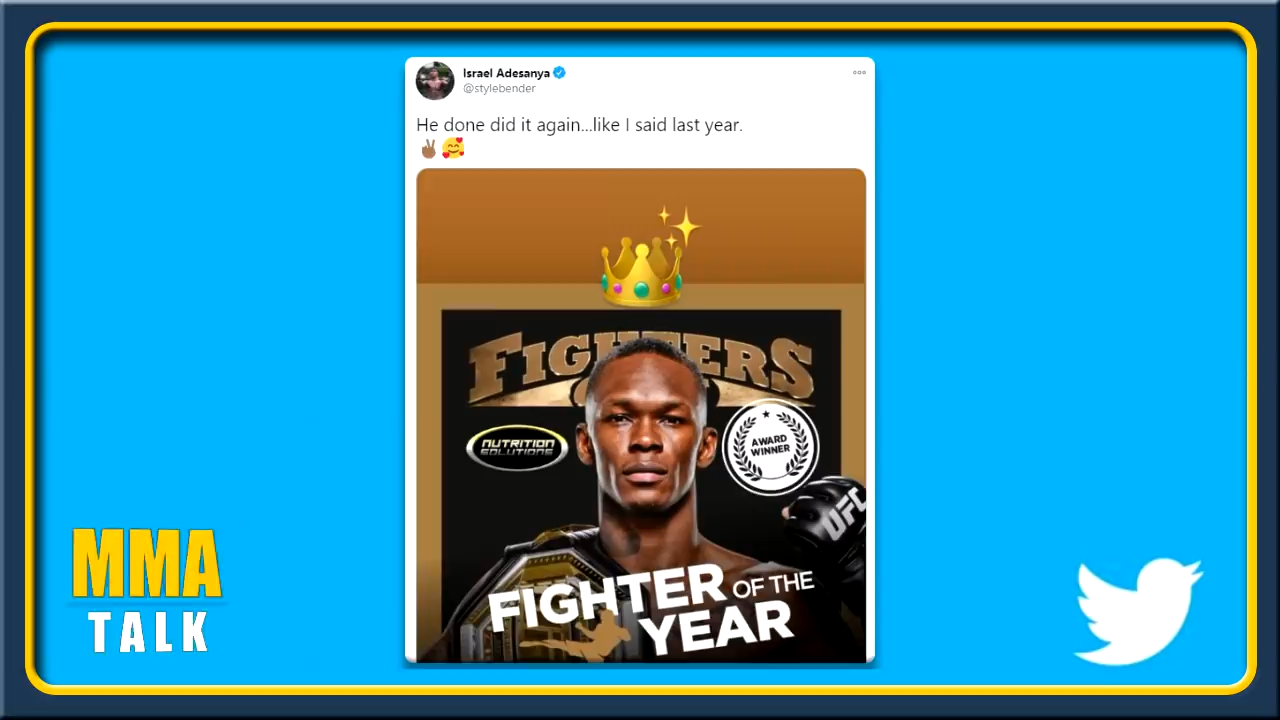 Israel Adesanya
@stylebender
He done did it again...like I said last year.
FIGHTERS
NUTRITION
SOLUTIONS
AWARD
WINNER
UFC
FIGHTER OF THE
YEAR
MMA
TALK